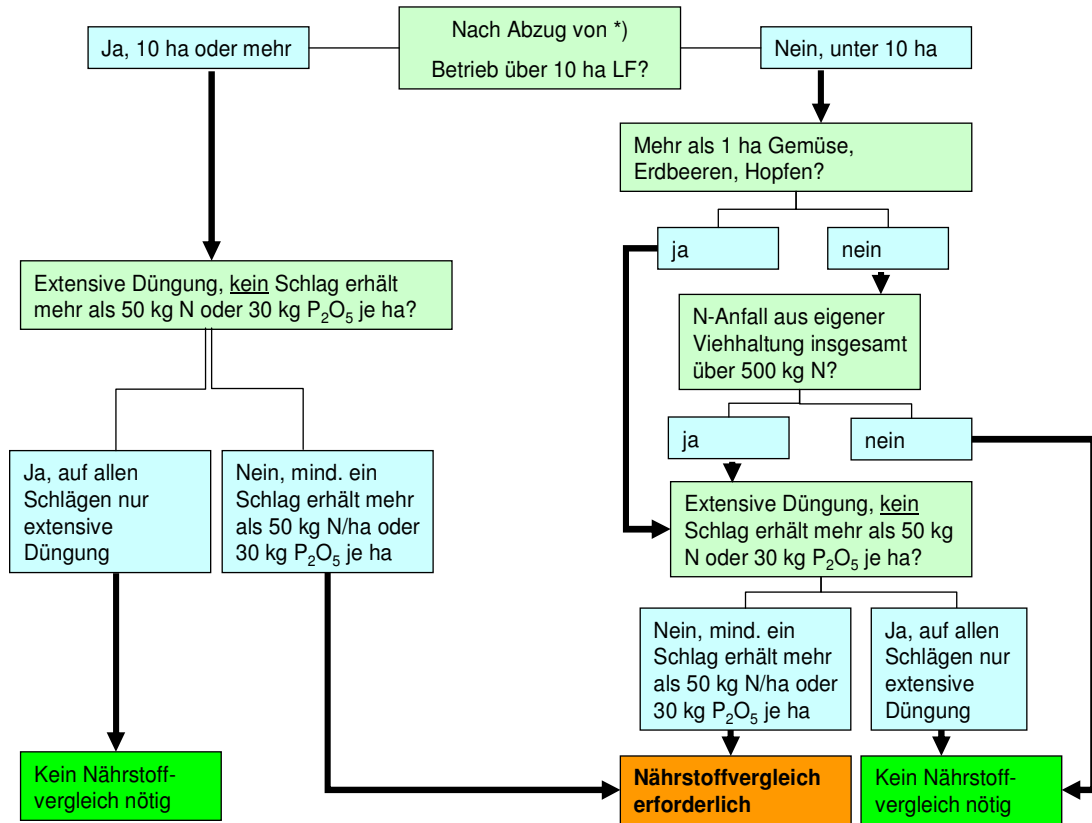 Nach Abzug von *)
Betrieb über 10 ha LF?
Ja, 10 ha oder mehr
Nein, unter 10 ha
Mehr als 1 ha Gemüse,
Erdbeeren, Hopfen?
ja
nein
Extensive Düngung, kein Schlag erhält
mehr als 50 kg N oder 30 kg P₂O₅ je ha?
N-Anfall aus eigener
Viehhaltung insgesamt
über 500 kg N?
ja
nein
Ja, auf allen
Schlägen nur
extensive
Düngung
Nein, mind. ein
Schlag erhält mehr
als 50 kg N/ha oder
30 kg P₂O₅ je ha
Extensive Düngung, kein
Schlag erhält mehr als 50 kg
N oder 30 kg P₂O₅ je ha?
Nein, mind. ein
Schlag erhält mehr
als 50 kg N/ha oder
30 kg P₂O₅ je ha
Ja, auf allen
Schlägen nur
extensive
Düngung
Kein Nährstoff-
vergleich nötig
Nährstoffvergleich
erforderlich
Kein Nährstoff-
vergleich nötig